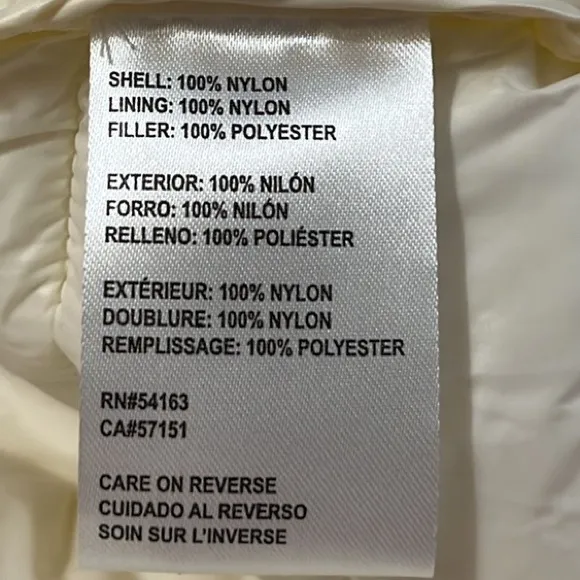 SHELL: 100% NYLON
LINING: 100% NYLON
FILLER: 100% POLYESTER
EXTERIOR: 100% NILÓN
FORRO: 100% NILÓN
RELLENO: 100% POLIÉSTER
EXTÉRIEUR: 100% NYLON
DOUBLURE: 100% NYLON
REMPLISSAGE: 100% POLYESTER
RN#54163
CA#57151
CARE ON REVERSE
CUIDADO AL REVERSO
SOIN SUR L'INVERSE